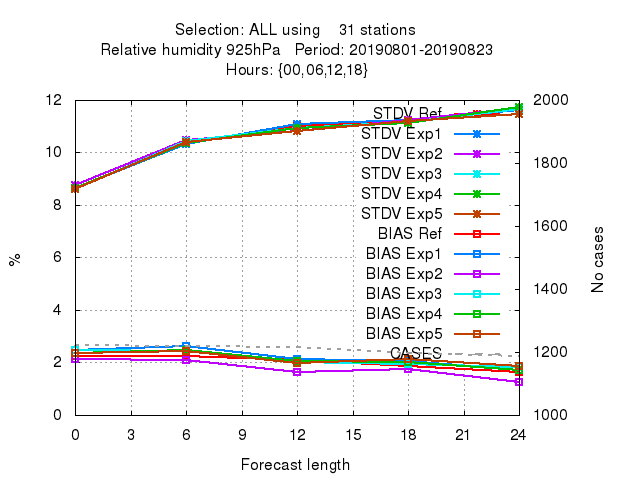 Selection: ALL using 31 stations
Relative humidity 925hPa Period: 20190801-20190823
Hours: {00,06,12,18}
12 2000
STDV Ref
STDV Exp1
10 STDV Exp2 1800
STDV Exp3
STDV Exp4
8 STDV Exp5 1600
BIAS Ref
% 6 BIAS Exp1 No cases
BIAS Exp2 1400
BIAS Exp3
4 BIAS Exp4
BIAS Exp5
2 CASES 1200
0 1000
0 3 6 9 12 15 18 21 24
Forecast length